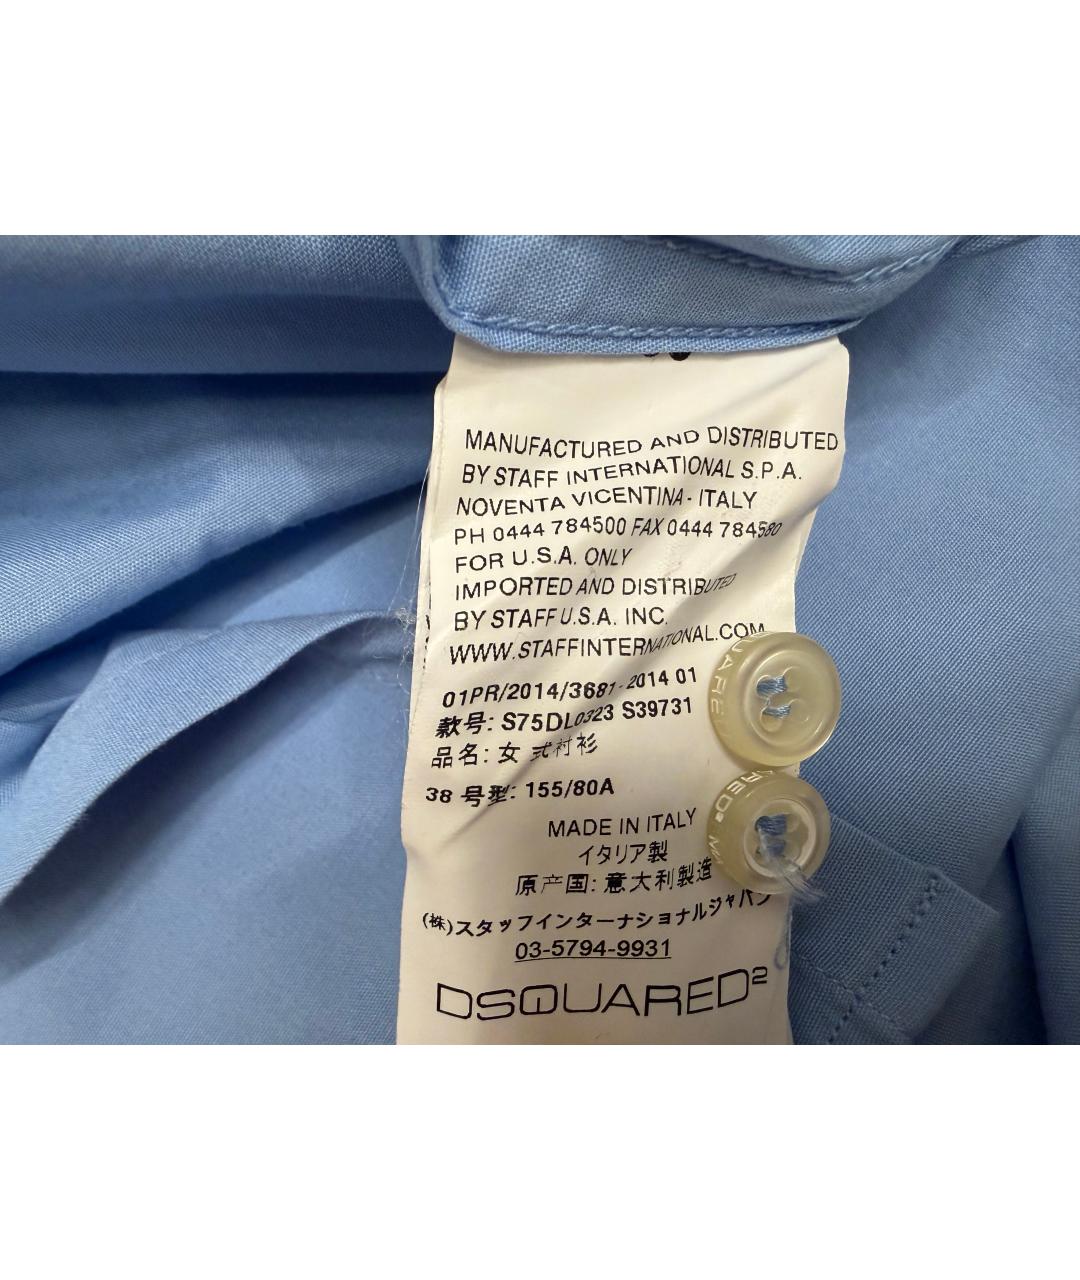 MANUFACTURED AND DISTRIBUTED
BY STAFF INTERNATIONAL S.P.A.
NOVENTA VICENTINA - ITALY
PH 0444 784500 FAX 0444 784580
FOR U.S.A. ONLY
IMPORTED AND DISTRIBUTED
BY STAFF U.S.A. INC.
WWW.STAFFINTERNATIONAL.COM
01PR/2014/3681-2014 01
款号: S75DL0323 S39731
品名: 女 式衬衫
38 号型: 155/80A
MADE IN ITALY
イタリア製
原产国: 意大利製造
(株)スタッフインターナショナルジャパン
03-5794-9931
DSQUARED2